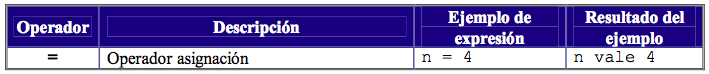 Operador Descripción Ejemplo de expresión Resultado del ejemplo
= Operador asignación n = 4 n vale 4